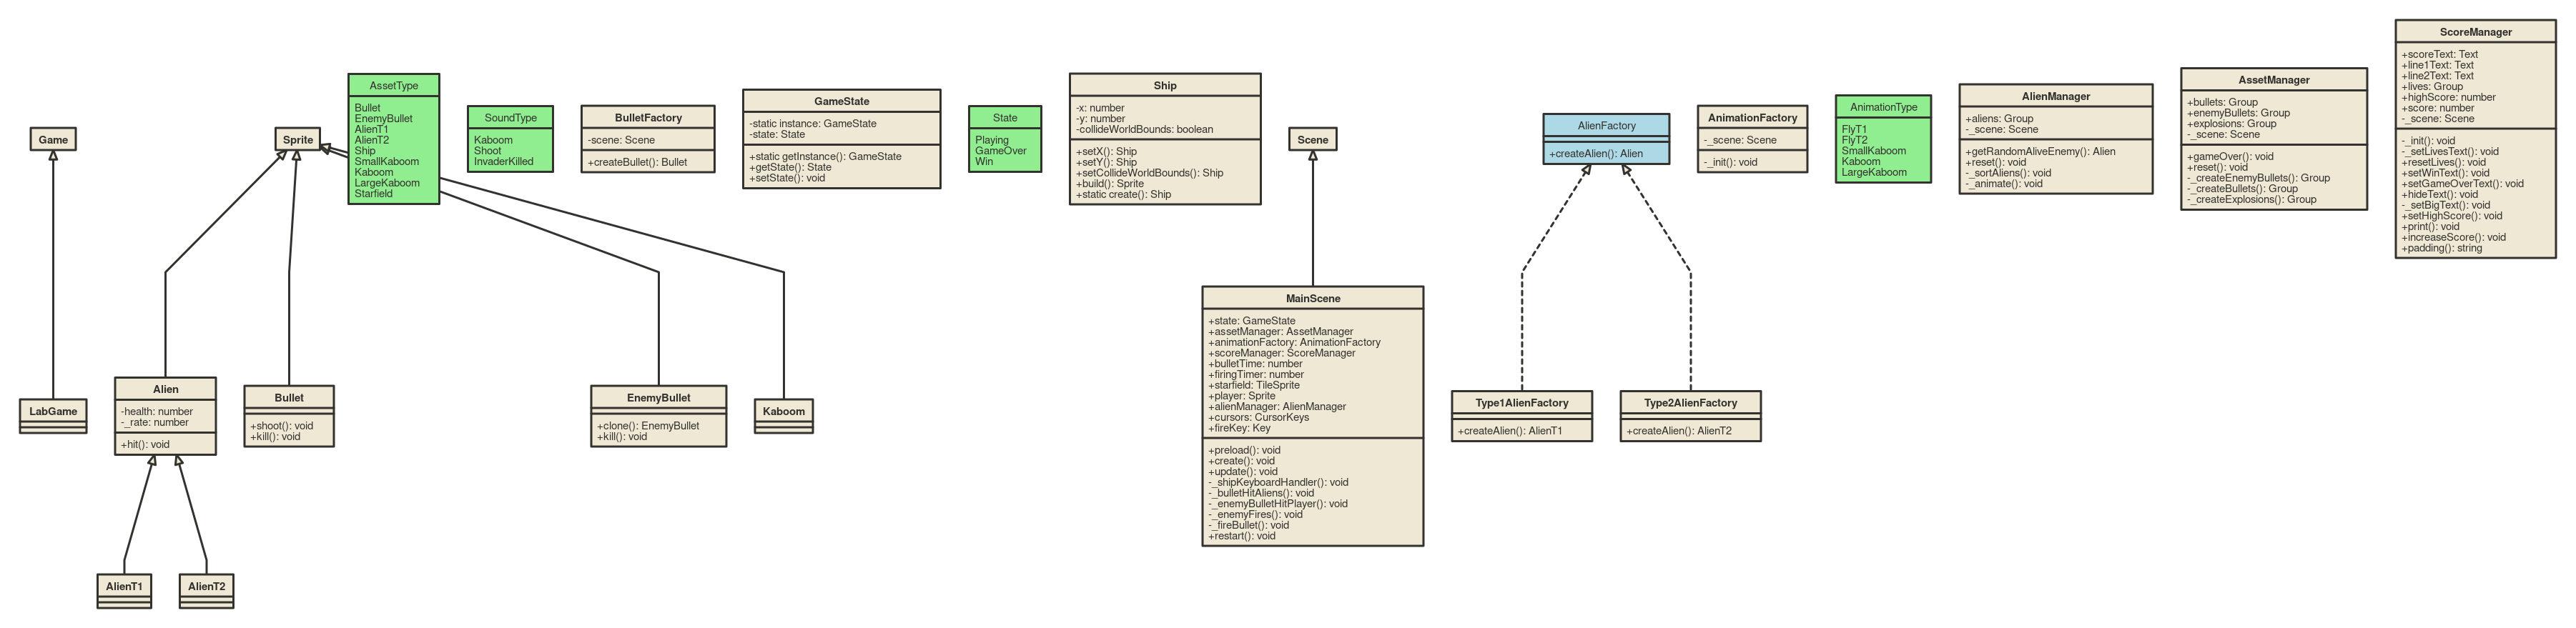 Game
LabGame
Sprite
Alien
-health: number
-_rate: number
+hit(): void
AlienT1
AlienT2
Bullet
+shoot(): void
+kill(): void
AssetType
Bullet
EnemyBullet
AlienT1
AlienT2
Ship
SmallKaboom
Kaboom
LargeKaboom
Starfield
SoundType
Kaboom
Shoot
InvaderKilled
BulletFactory
-scene: Scene
+createBullet(): Bullet
EnemyBullet
+clone(): EnemyBullet
+kill(): void
Kaboom
GameState
-static instance: GameState
-state: State
+static getInstance(): GameState
+getState(): State
+setState(): void
State
Playing
GameOver
Win
Ship
-x: number
-y: number
-collideWorldBounds: boolean
+setX(): Ship
+setY(): Ship
+setCollideWorldBounds(): Ship
+build(): Sprite
+static create(): Ship
Scene
MainScene
+state: GameState
+assetManager: AssetManager
+animationFactory: AnimationFactory
+scoreManager: ScoreManager
+bulletTime: number
+firingTimer: number
+starfield: TileSprite
+player: Sprite
+alienManager: AlienManager
+cursors: CursorKeys
+fireKey: Key
+preload(): void
+create(): void
+update(): void
-_shipKeyboardHandler(): void
-_bulletHitAliens(): void
-_enemyBulletHitPlayer(): void
-_enemyFires(): void
-_fireBullet(): void
+restart(): void
AlienFactory
+createAlien(): Alien
Type1AlienFactory
+createAlien(): AlienT1
Type2AlienFactory
+createAlien(): AlienT2
AnimationFactory
-_scene: Scene
-_init(): void
AnimationType
FlyT1
FlyT2
SmallKaboom
Kaboom
LargeKaboom
AlienManager
+aliens: Group
-_scene: Scene
+getRandomAliveEnemy(): Alien
+reset(): void
-_sortAliens(): void
-_animate(): void
AssetManager
+bullets: Group
+enemyBullets: Group
+explosions: Group
-_scene: Scene
+gameOver(): void
+reset(): void
-_createEnemyBullets(): Group
-_createBullets(): Group
-_createExplosions(): Group
ScoreManager
+scoreText: Text
+line1Text: Text
+line2Text: Text
+lives: Group
+highScore: number
+score: number
-_scene: Scene
-_init(): void
-_setLivesText(): void
+resetLives(): void
+setWinText(): void
+setGameOverText(): void
+hideText(): void
-_setBigText(): void
+setHighScore(): void
+print(): void
+increaseScore(): void
+padding(): string